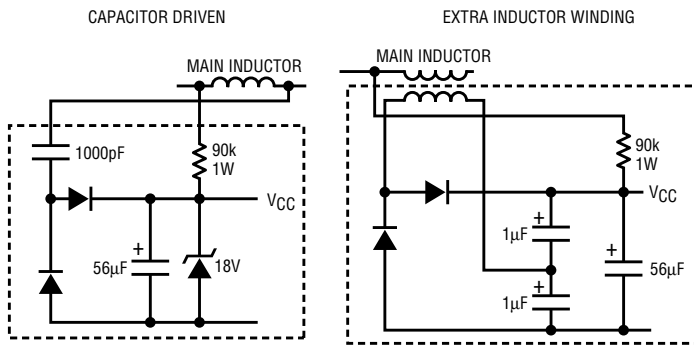 CAPACITOR DRIVEN
MAIN INDUCTOR
1000pF
90k
1W
VCC
+
56µF
18V
EXTRA INDUCTOR WINDING
MAIN INDUCTOR
90k
1W
VCC
+
1µF
+
56µF
+
1µF